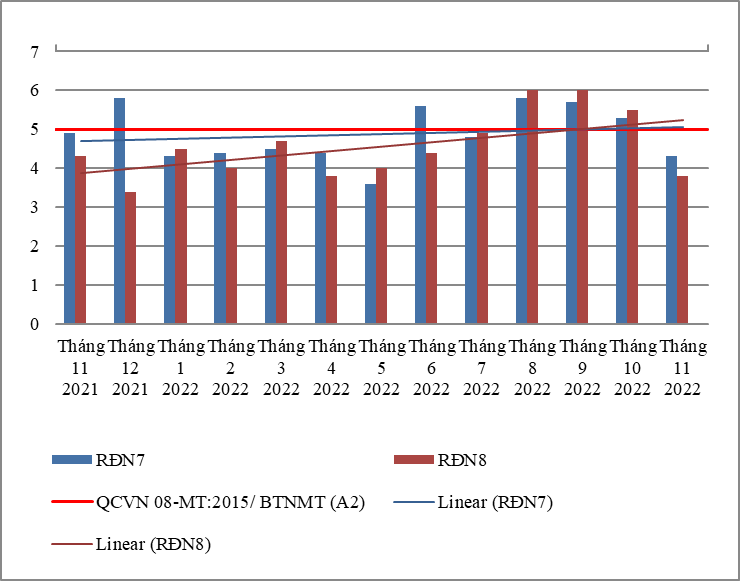 7
6
5
4
3
2
1
0
Tháng 11 2021
Tháng 12 2021
Tháng 1 2022
Tháng 2 2022
Tháng 3 2022
Tháng 4 2022
Tháng 5 2022
Tháng 6 2022
Tháng 7 2022
Tháng 8 2022
Tháng 9 2022
Tháng 10 2022
Tháng 11 2022
RĐN7
RĐN8
QCVN 08-MT:2015/ BTNMT (A2)
Linear (RĐN7)
Linear (RĐN8)